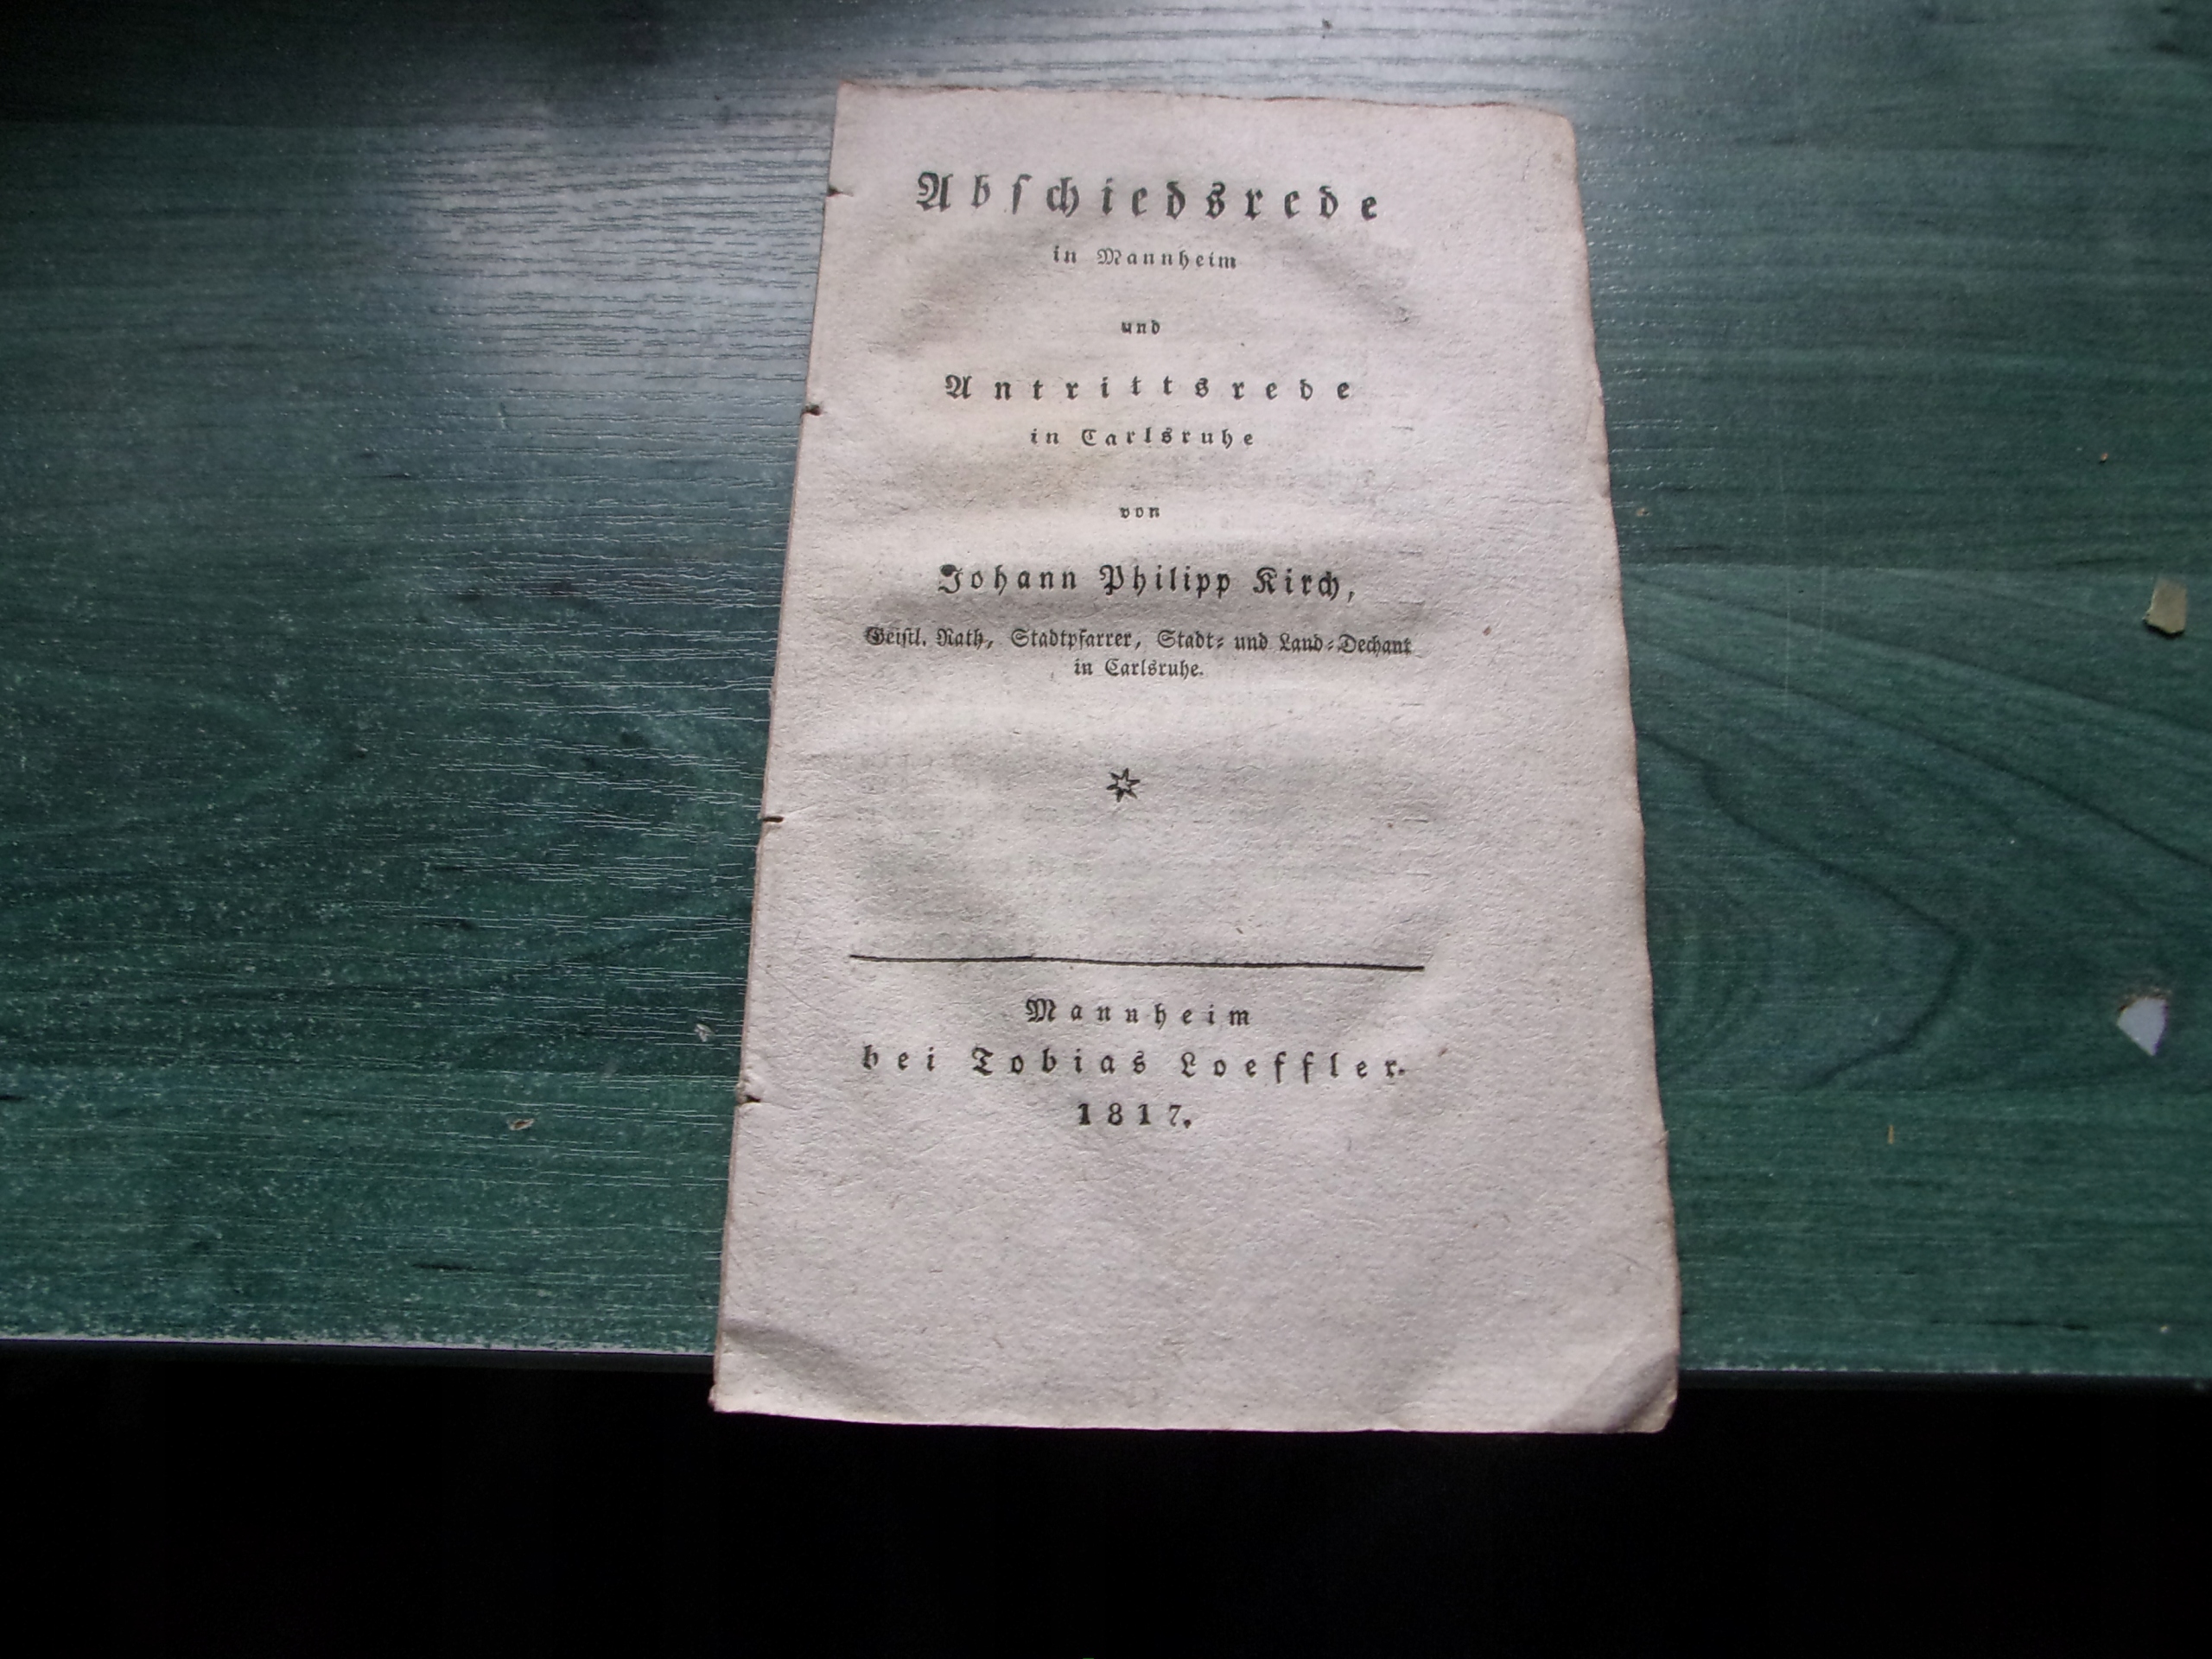 Abſchiedsrede
in Mannheim
und
Antrittsrede
in Carlsruhe
von
Johann Philipp Kirch,
Geiſtl. Rath, Stadtpfarrer, Stadt- und Land-Dechant
in Carlsruhe.
Mannheim
bei Tobias Loeffler.
1817.